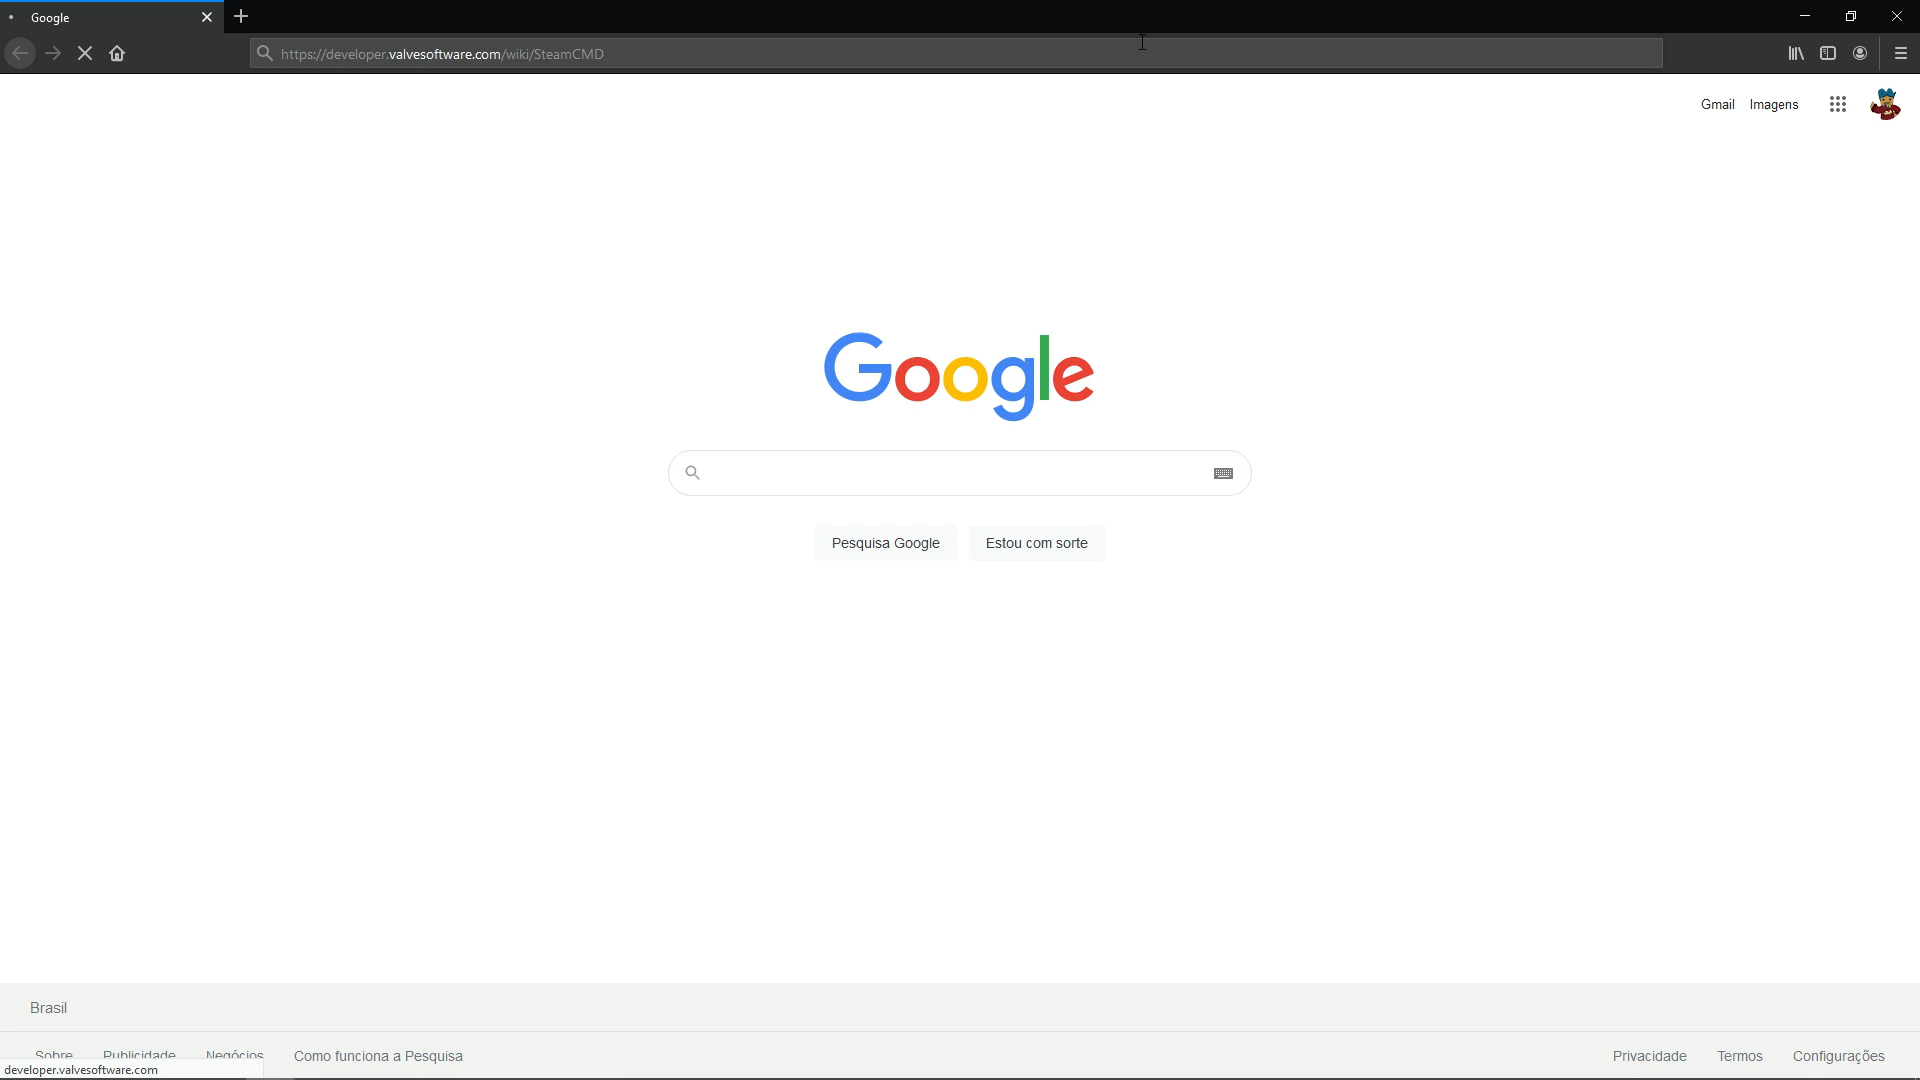 Google
https://developer.valvesoftware.com/wiki/SteamCMD
Gmail Imagens
Google
Pesquisa Google Estou com sorte
Brasil
Sobre Publicidade Negócios Como funciona a Pesquisa Privacidade Termos Configurações
developer.valvesoftware.com